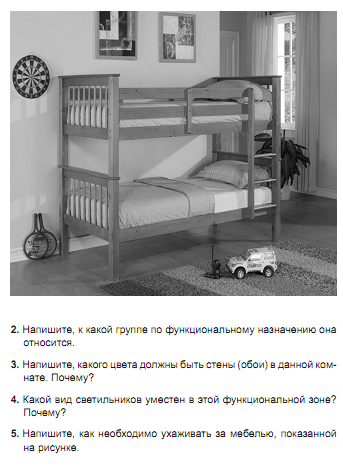 2. Напишите, к какой группе по функциональному назначению она
относится.
3. Напишите, какого цвета должны быть стены (обои) в данной ком-
нате. Почему?
4. Какой вид светильников уместен в этой функциональной зоне?
Почему?
5. Напишите, как необходимо ухаживать за мебелью, показанной
на рисунке.